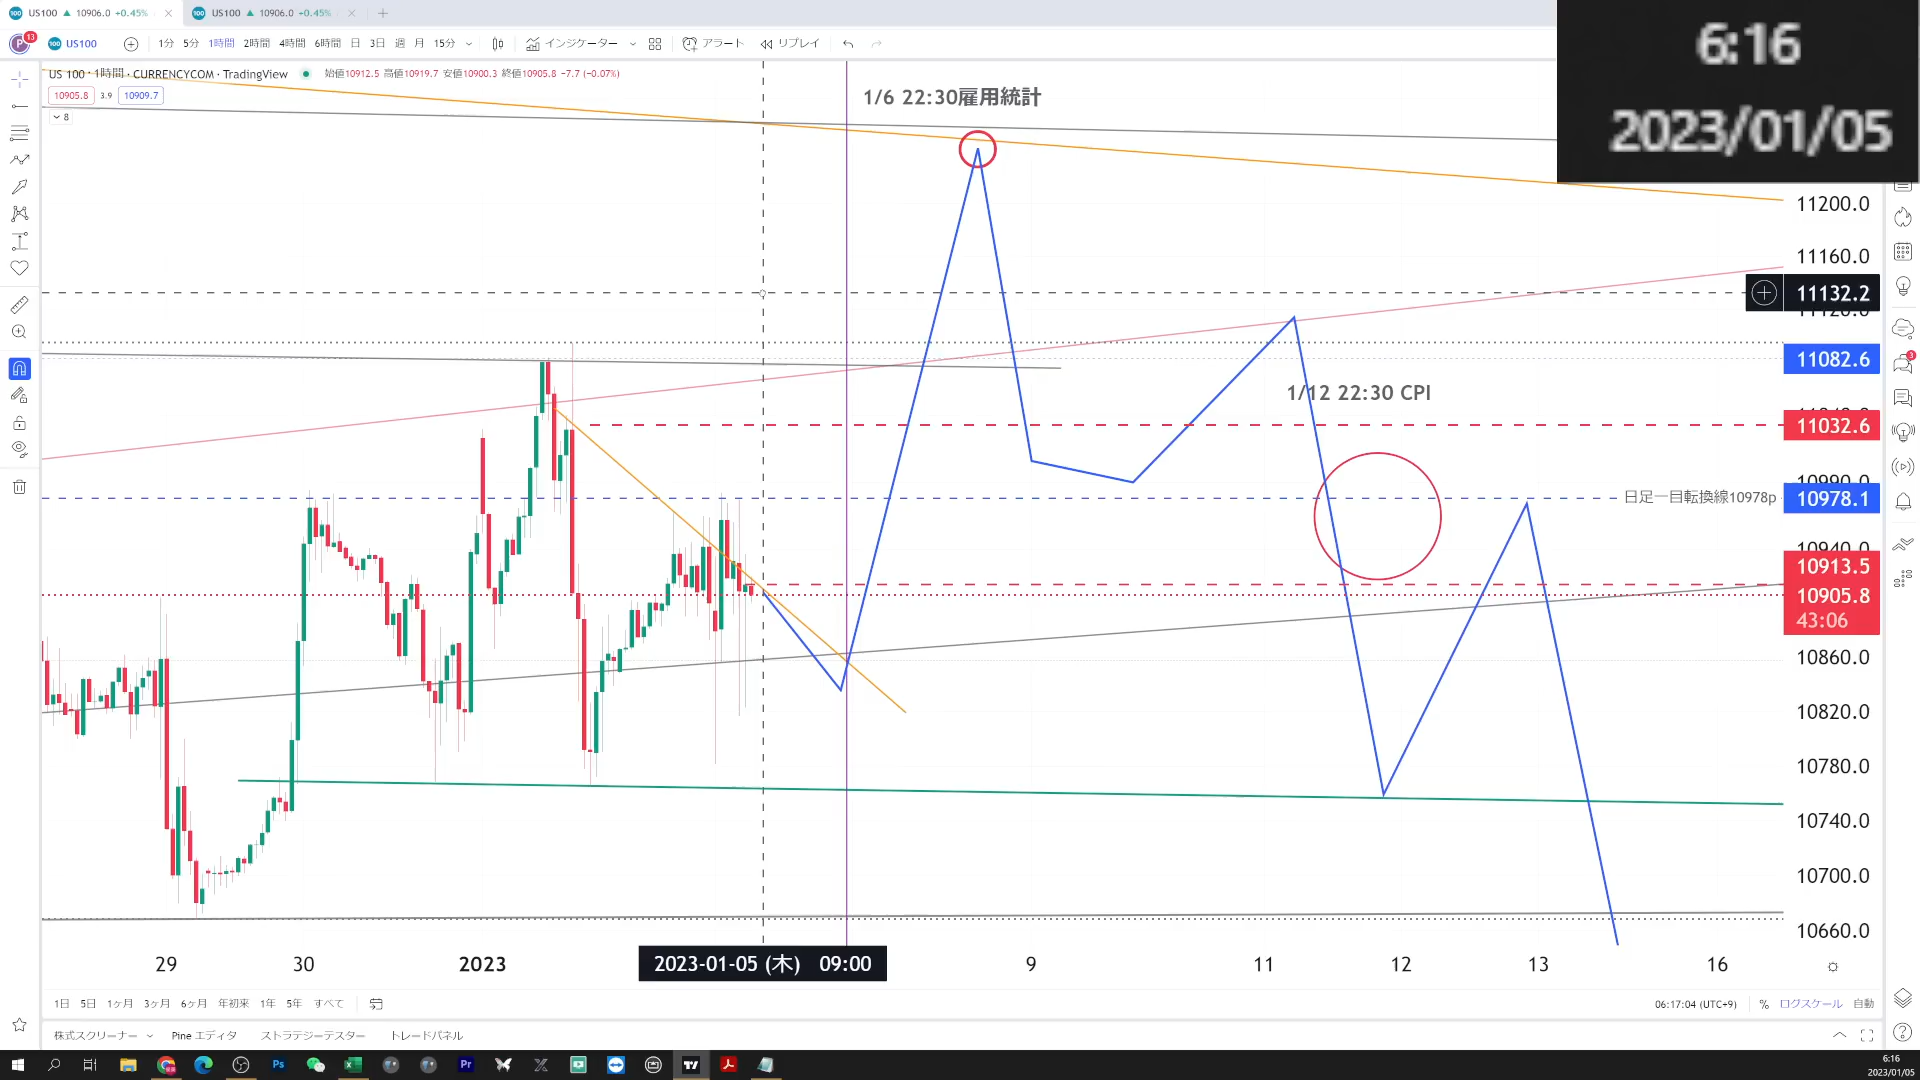 US100 ▲ 10906.0 +0.45%
US100 ▲ 10906.0 +0.45%
6:16
2023/01/05
P 13
100 US100
1分 5分 1時間 2時間 4時間 6時間 日 3日 週 月 15分
インジケーター
アラート
リプレイ
US 100 · 1時間 · CURRENCYCOM · TradingView
始値10912.5 高値10919.7 安値10900.3 終値10905.8 −7.7 (−0.07%)
10905.8 3.9 10909.7
8
1/6 22:30雇用統計
11200.0
11160.0
11132.2
11082.6
1/12 22:30 CPI
11032.6
日足一目転換線10978p
10978.1
10913.5
10905.8
43:06
10860.0
10820.0
10780.0
10740.0
10700.0
10660.0
29 30 2023 2023-01-05 (木) 09:00 9 11 12 13 16
1日 5日 1ヶ月 3ヶ月 6ヶ月 年初来 1年 5年 すべて
06:17:04 (UTC+9) % ログスケール 自動
株式スクリーナー Pine エディタ ストラテジーテスター トレードパネル
6:16
2023/01/05